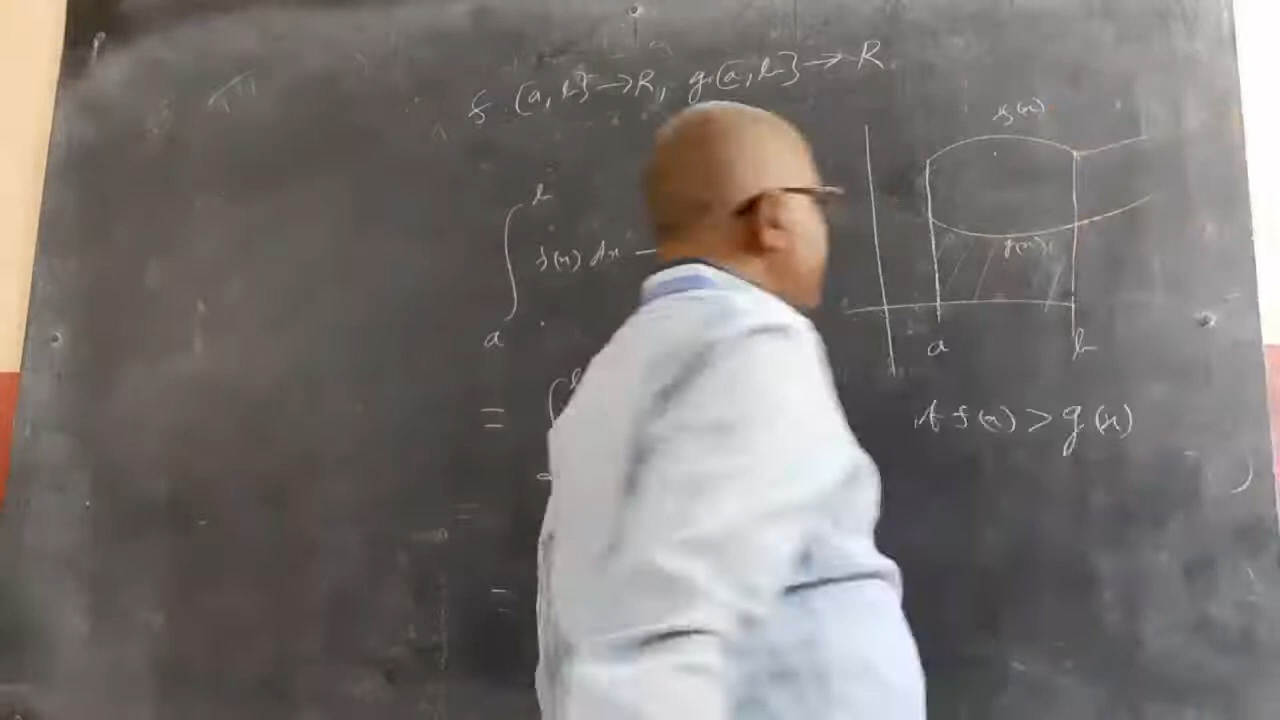 f: [a, b] → R, g: [a, b] → R
f(x)
b
∫ f(x) dx —
a
g(x)
a b
= ∫ b
if f(x) > g(x)
a
=
=